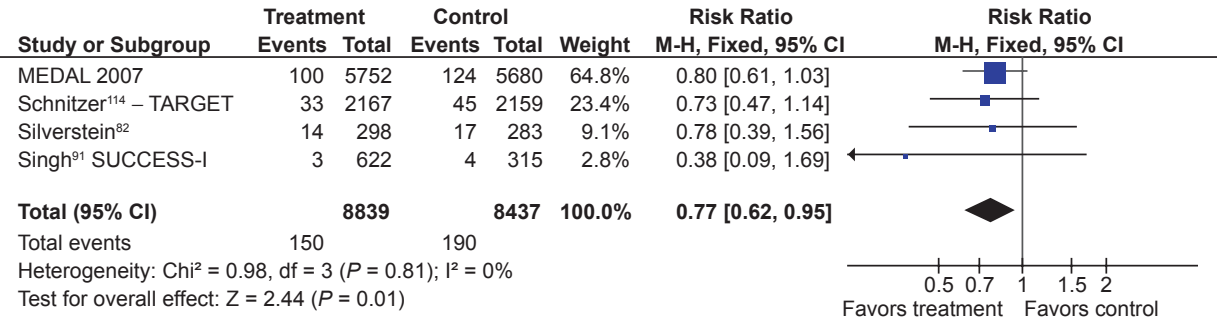 Treatment Control Risk Ratio Risk Ratio
Study or Subgroup Events Total Events Total Weight M-H, Fixed, 95% CI M-H, Fixed, 95% CI
MEDAL 2007 100 5752 124 5680 64.8% 0.80 [0.61, 1.03]
Schnitzer¹¹⁴ – TARGET 33 2167 45 2159 23.4% 0.73 [0.47, 1.14]
Silverstein⁸² 14 298 17 283 9.1% 0.78 [0.39, 1.56]
Singh⁹¹ SUCCESS-I 3 622 4 315 2.8% 0.38 [0.09, 1.69]
Total (95% CI) 8839 8437 100.0% 0.77 [0.62, 0.95]
Total events 150 190
Heterogeneity: Chi² = 0.98, df = 3 (P = 0.81); I² = 0%
Test for overall effect: Z = 2.44 (P = 0.01)
0.5 0.7 1 1.5 2
Favors treatment Favors control